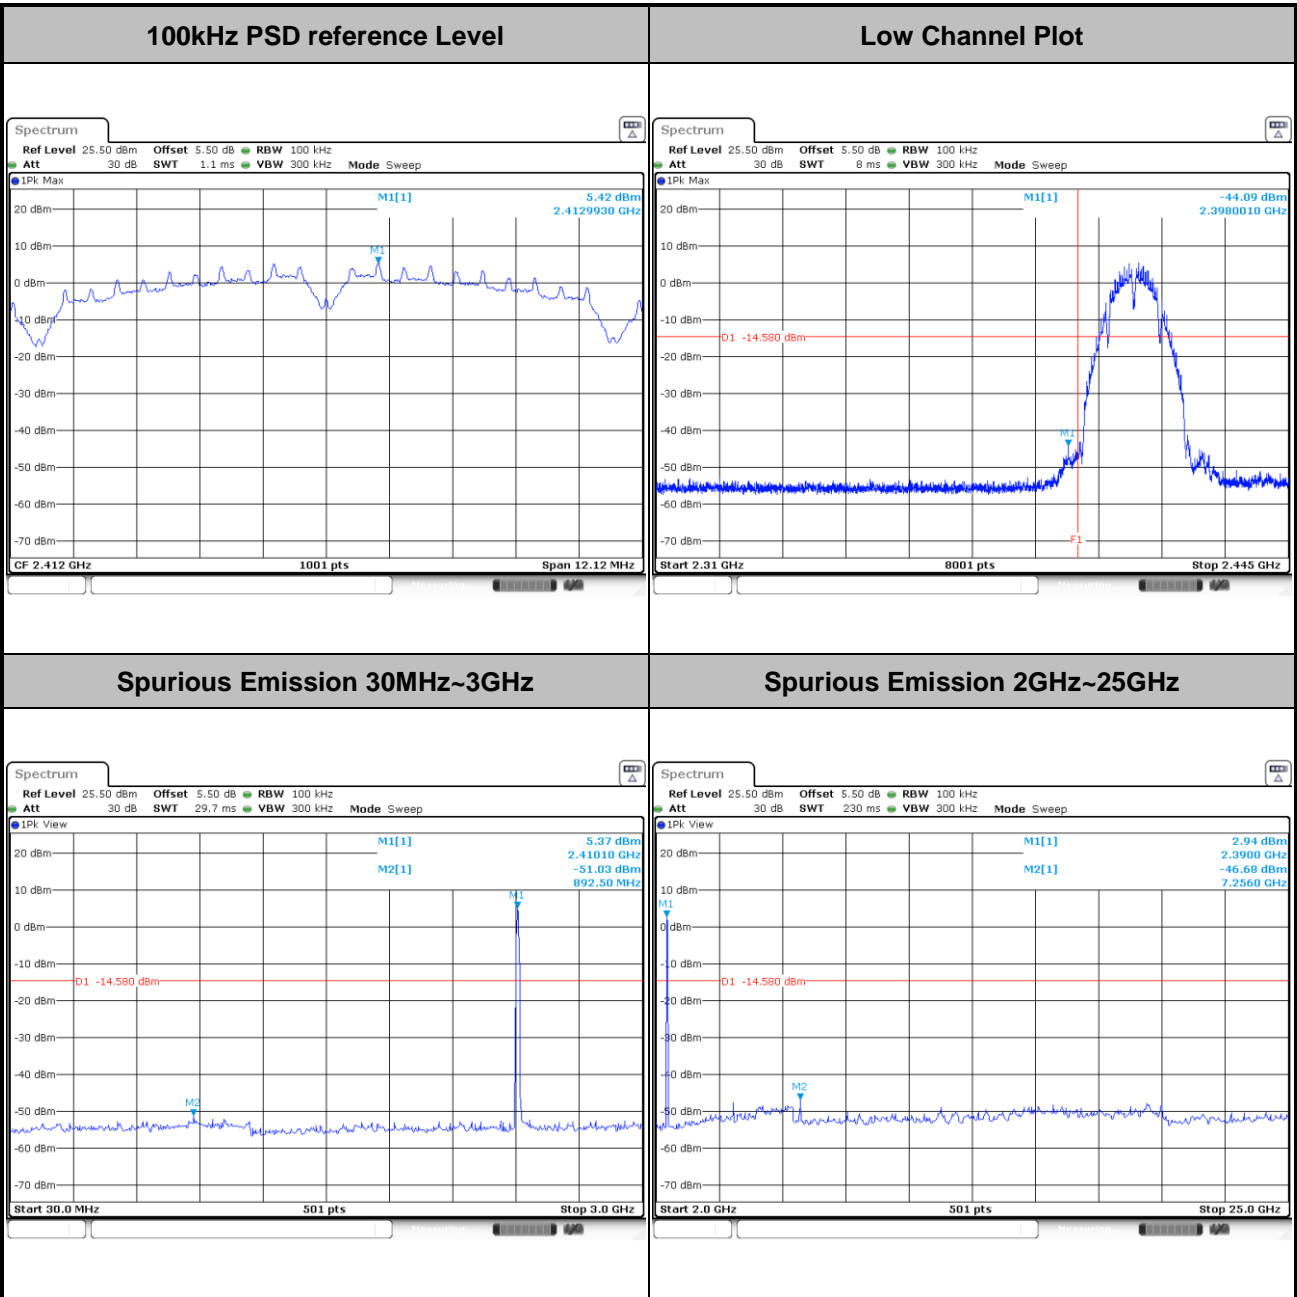 100kHz PSD reference Level
Low Channel Plot
Spectrum
Ref Level 25.50 dBm Offset 5.50 dB RBW 100 kHz
Att 30 dB SWT 1.1 ms VBW 300 kHz Mode Sweep
1Pk Max
M1[1] 5.42 dBm
2.4129930 GHz
20 dBm
10 dBm
M1
0 dBm
-10 dBm
-20 dBm
-30 dBm
-40 dBm
-50 dBm
-60 dBm
-70 dBm
CF 2.412 GHz 1001 pts Span 12.12 MHz
Spectrum
Ref Level 25.50 dBm Offset 5.50 dB RBW 100 kHz
Att 30 dB SWT 8 ms VBW 300 kHz Mode Sweep
1Pk Max
M1[1] -44.09 dBm
2.3980010 GHz
20 dBm
10 dBm
0 dBm
-10 dBm
D1 -14.580 dBm
-20 dBm
-30 dBm
-40 dBm
M1
-50 dBm
-60 dBm
-70 dBm
F1
Start 2.31 GHz 8001 pts Stop 2.445 GHz
Spurious Emission 30MHz~3GHz
Spurious Emission 2GHz~25GHz
Spectrum
Ref Level 25.50 dBm Offset 5.50 dB RBW 100 kHz
Att 30 dB SWT 29.7 ms VBW 300 kHz Mode Sweep
1Pk View
M1[1] 5.37 dBm
2.41010 GHz
20 dBm
M2[1] -51.03 dBm
892.50 MHz
10 dBm
M1
0 dBm
-10 dBm
D1 -14.580 dBm
-20 dBm
-30 dBm
-40 dBm
M2
-50 dBm
-60 dBm
-70 dBm
Start 30.0 MHz 501 pts Stop 3.0 GHz
Spectrum
Ref Level 25.50 dBm Offset 5.50 dB RBW 100 kHz
Att 30 dB SWT 230 ms VBW 300 kHz Mode Sweep
1Pk View
M1[1] 2.94 dBm
2.3900 GHz
20 dBm
M2[1] -46.68 dBm
7.2560 GHz
10 dBm
M1
0 dBm
-10 dBm
D1 -14.580 dBm
-20 dBm
-30 dBm
-40 dBm
M2
-50 dBm
-60 dBm
-70 dBm
Start 2.0 GHz 501 pts Stop 25.0 GHz